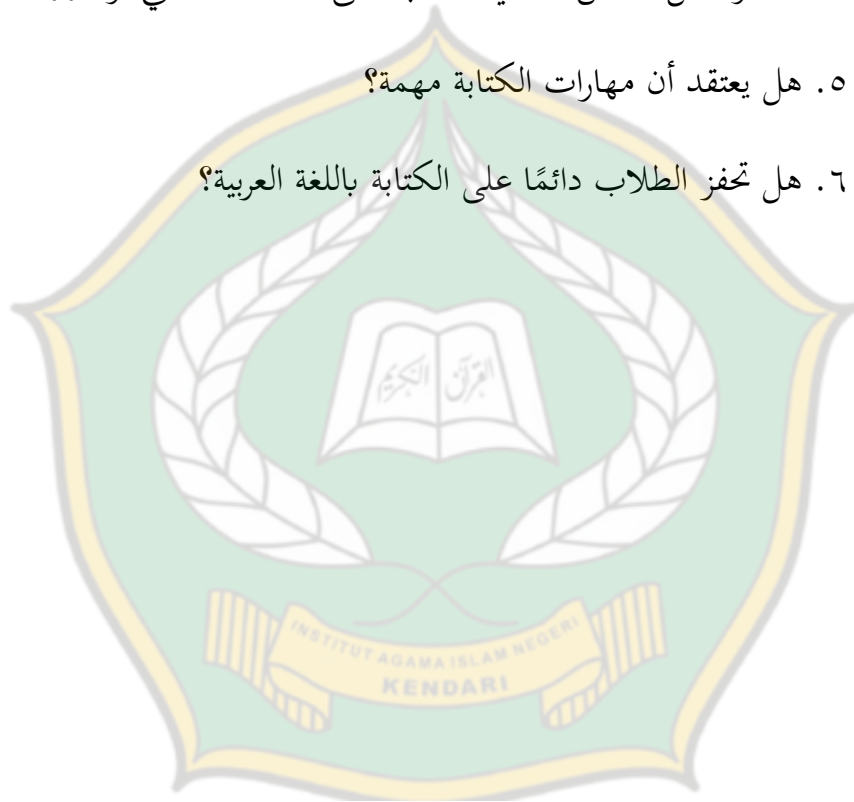 ٥. هل يعتقد أن مهارات الكتابة مهمة؟
٦. هل تحفز الطلاب دائمًا على الكتابة باللغة العربية؟
القرآن الكريم
INSTITUT AGAMA ISLAM NEGERI
KENDARI